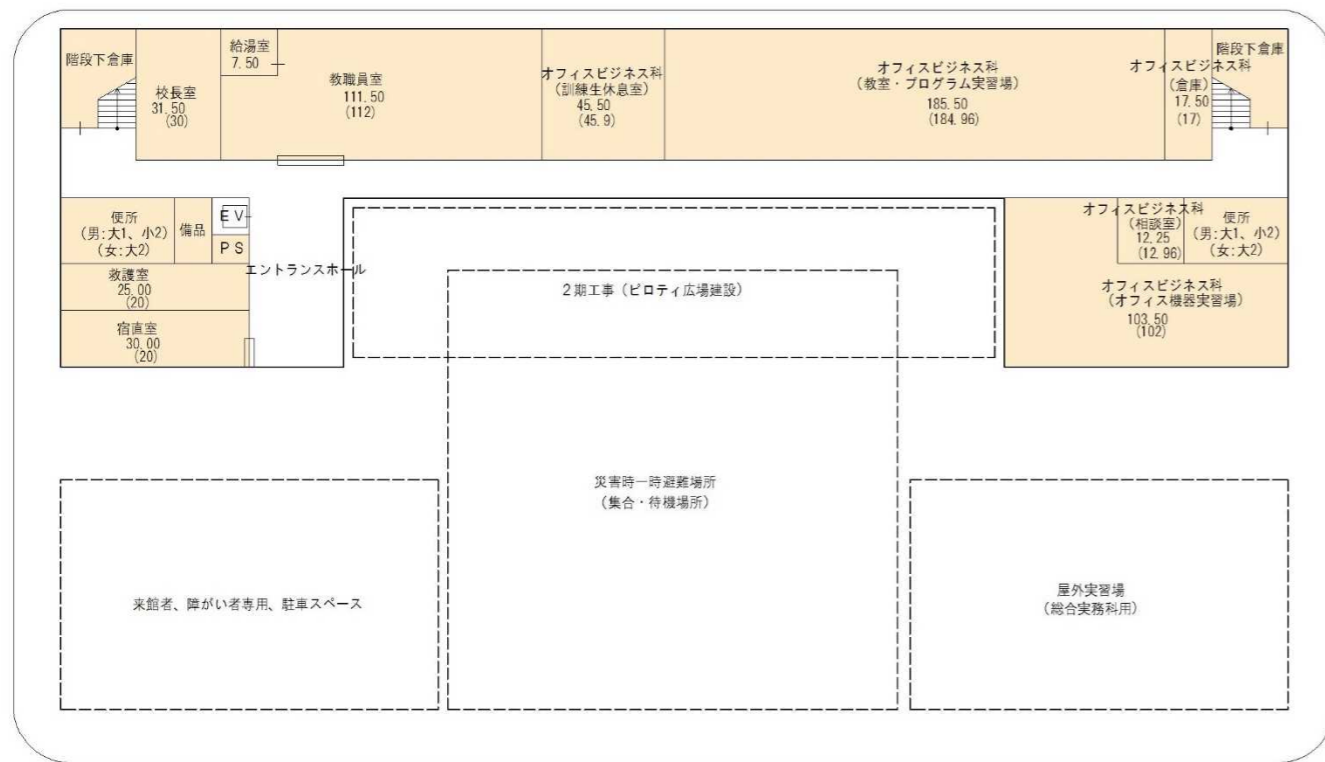 階段下倉庫
校長室
31.50
(30)
給湯室
7.50
教職員室
111.50
(112)
オフィスビジネス科
(訓練生休息室)
45.50
(45.9)
オフィスビジネス科
(教室・プログラム実習場)
185.50
(184.96)
オフィスビジネス科
(倉庫)
17.50
(17)
階段下倉庫
便所
(男:大1、小2)
(女:大2)
備品
EV
PS
エントランスホール
救護室
25.00
(20)
宿直室
30.00
(20)
2期工事(ピロティ広場建設)
オフィスビジネス科
(相談室)
12.25
(12.96)
便所
(男:大1、小2)
(女:大2)
オフィスビジネス科
(オフィス機器実習場)
103.50
(102)
災害時一時避難場所
(集合・待機場所)
来館者、障がい者専用、駐車スペース
屋外実習場
(総合実務科用)